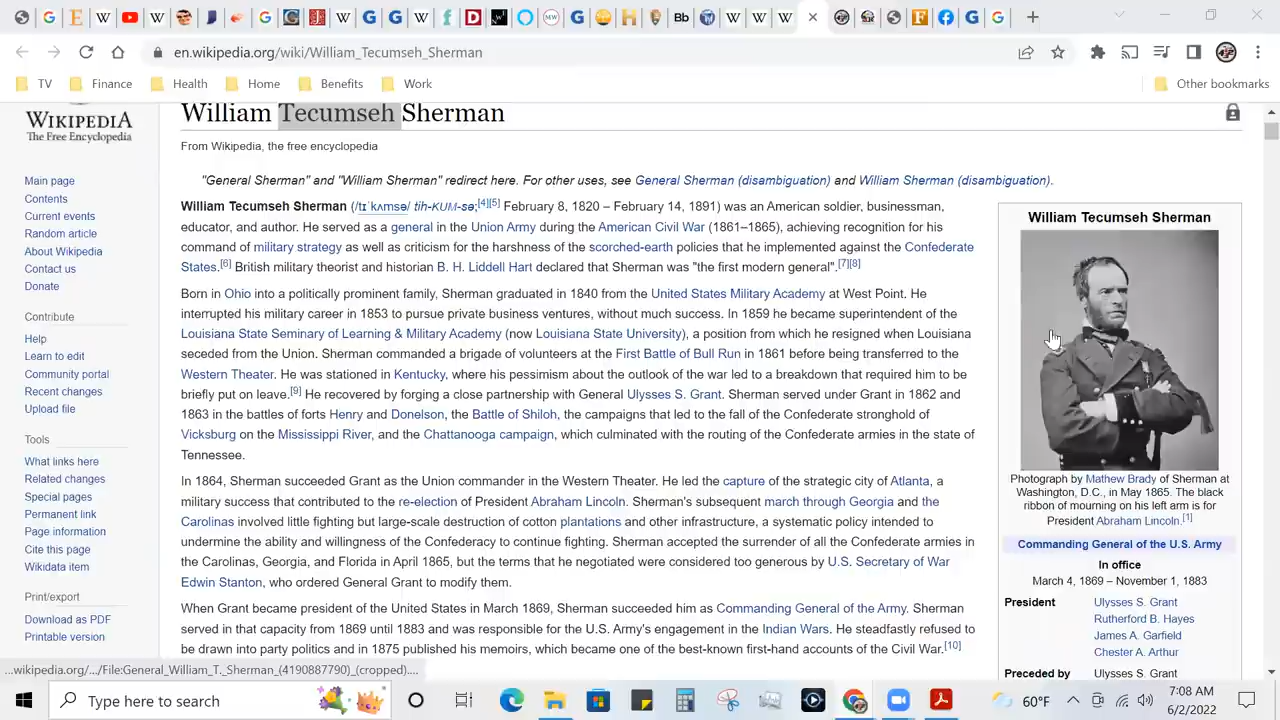 en.wikipedia.org/wiki/William_Tecumseh_Sherman
TV
Finance
Health
Home
Benefits
Work
Other bookmarks
WIKIPEDIA
The Free Encyclopedia
Main page
Contents
Current events
Random article
About Wikipedia
Contact us
Donate
Contribute
Help
Learn to edit
Community portal
Recent changes
Upload file
Tools
What links here
Related changes
Special pages
Permanent link
Page information
Cite this page
Wikidata item
Print/export
Download as PDF
Printable version
William Tecumseh Sherman
From Wikipedia, the free encyclopedia
"General Sherman" and "William Sherman" redirect here. For other uses, see General Sherman (disambiguation) and William Sherman (disambiguation).
William Tecumseh Sherman (/tɪˈkʌmsə/ tih-KUM-sə;[4][5] February 8, 1820 – February 14, 1891) was an American soldier, businessman,
educator, and author. He served as a general in the Union Army during the American Civil War (1861–1865), achieving recognition for his
command of military strategy as well as criticism for the harshness of the scorched-earth policies that he implemented against the Confederate
States.[6] British military theorist and historian B. H. Liddell Hart declared that Sherman was "the first modern general".[7][8]
Born in Ohio into a politically prominent family, Sherman graduated in 1840 from the United States Military Academy at West Point. He
interrupted his military career in 1853 to pursue private business ventures, without much success. In 1859 he became superintendent of the
Louisiana State Seminary of Learning & Military Academy (now Louisiana State University), a position from which he resigned when Louisiana
seceded from the Union. Sherman commanded a brigade of volunteers at the First Battle of Bull Run in 1861 before being transferred to the
Western Theater. He was stationed in Kentucky, where his pessimism about the outlook of the war led to a breakdown that required him to be
briefly put on leave.[9] He recovered by forging a close partnership with General Ulysses S. Grant. Sherman served under Grant in 1862 and
1863 in the battles of forts Henry and Donelson, the Battle of Shiloh, the campaigns that led to the fall of the Confederate stronghold of
Vicksburg on the Mississippi River, and the Chattanooga campaign, which culminated with the routing of the Confederate armies in the state of
Tennessee.
In 1864, Sherman succeeded Grant as the Union commander in the Western Theater. He led the capture of the strategic city of Atlanta, a
military success that contributed to the re-election of President Abraham Lincoln. Sherman's subsequent march through Georgia and the
Carolinas involved little fighting but large-scale destruction of cotton plantations and other infrastructure, a systematic policy intended to
undermine the ability and willingness of the Confederacy to continue fighting. Sherman accepted the surrender of all the Confederate armies in
the Carolinas, Georgia, and Florida in April 1865, but the terms that he negotiated were considered too generous by U.S. Secretary of War
Edwin Stanton, who ordered General Grant to modify them.
When Grant became president of the United States in March 1869, Sherman succeeded him as Commanding General of the Army. Sherman
served in that capacity from 1869 until 1883 and was responsible for the U.S. Army's engagement in the Indian Wars. He steadfastly refused to
be drawn into party politics and in 1875 published his memoirs, which became one of the best-known first-hand accounts of the Civil War.[10]
William Tecumseh Sherman
Photograph by Mathew Brady of Sherman at
Washington, D.C., in May 1865. The black
ribbon of mourning on his left arm is for
President Abraham Lincoln.[1]
Commanding General of the U.S. Army
In office
March 4, 1869 – November 1, 1883
President Ulysses S. Grant
Rutherford B. Hayes
James A. Garfield
Chester A. Arthur
Preceded by Ulysses S. Grant
.wikipedia.org/.../File:General_William_T._Sherman_(4190887790)_(cropped)....
Type here to search
60°F
7:08 AM
6/2/2022